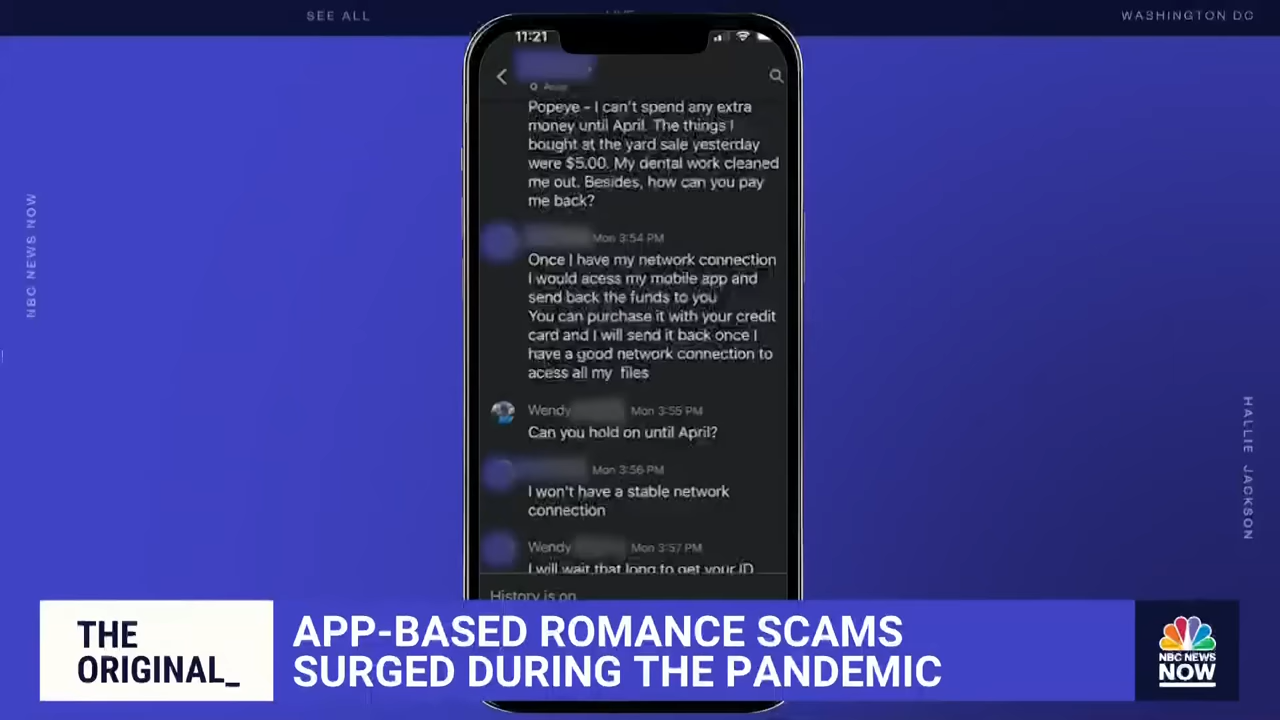 SEE ALL
LIVE
WASHINGTON DC
NBC NEWS NOW
11:21
Popeye - I can't spend any extra
money until April. The things I
bought at the yard sale yesterday
were $5.00. My dental work cleaned
me out. Besides, how can you pay
me back?
Mon 3:54 PM
Once I have my network connection
I would acess my mobile app and
send back the funds to you
You can purchase it with your credit
card and I will send it back once I
have a good network connection to
acess all my files
Wendy Mon 3:55 PM
Can you hold on until April?
Mon 3:56 PM
I won't have a stable network
connection
Wendy Mon 3:57 PM
I will wait that long to get your ID
History is on
HALLIE JACKSON
THE
ORIGINAL_
APP-BASED ROMANCE SCAMS
SURGED DURING THE PANDEMIC
NBC NEWS
NOW